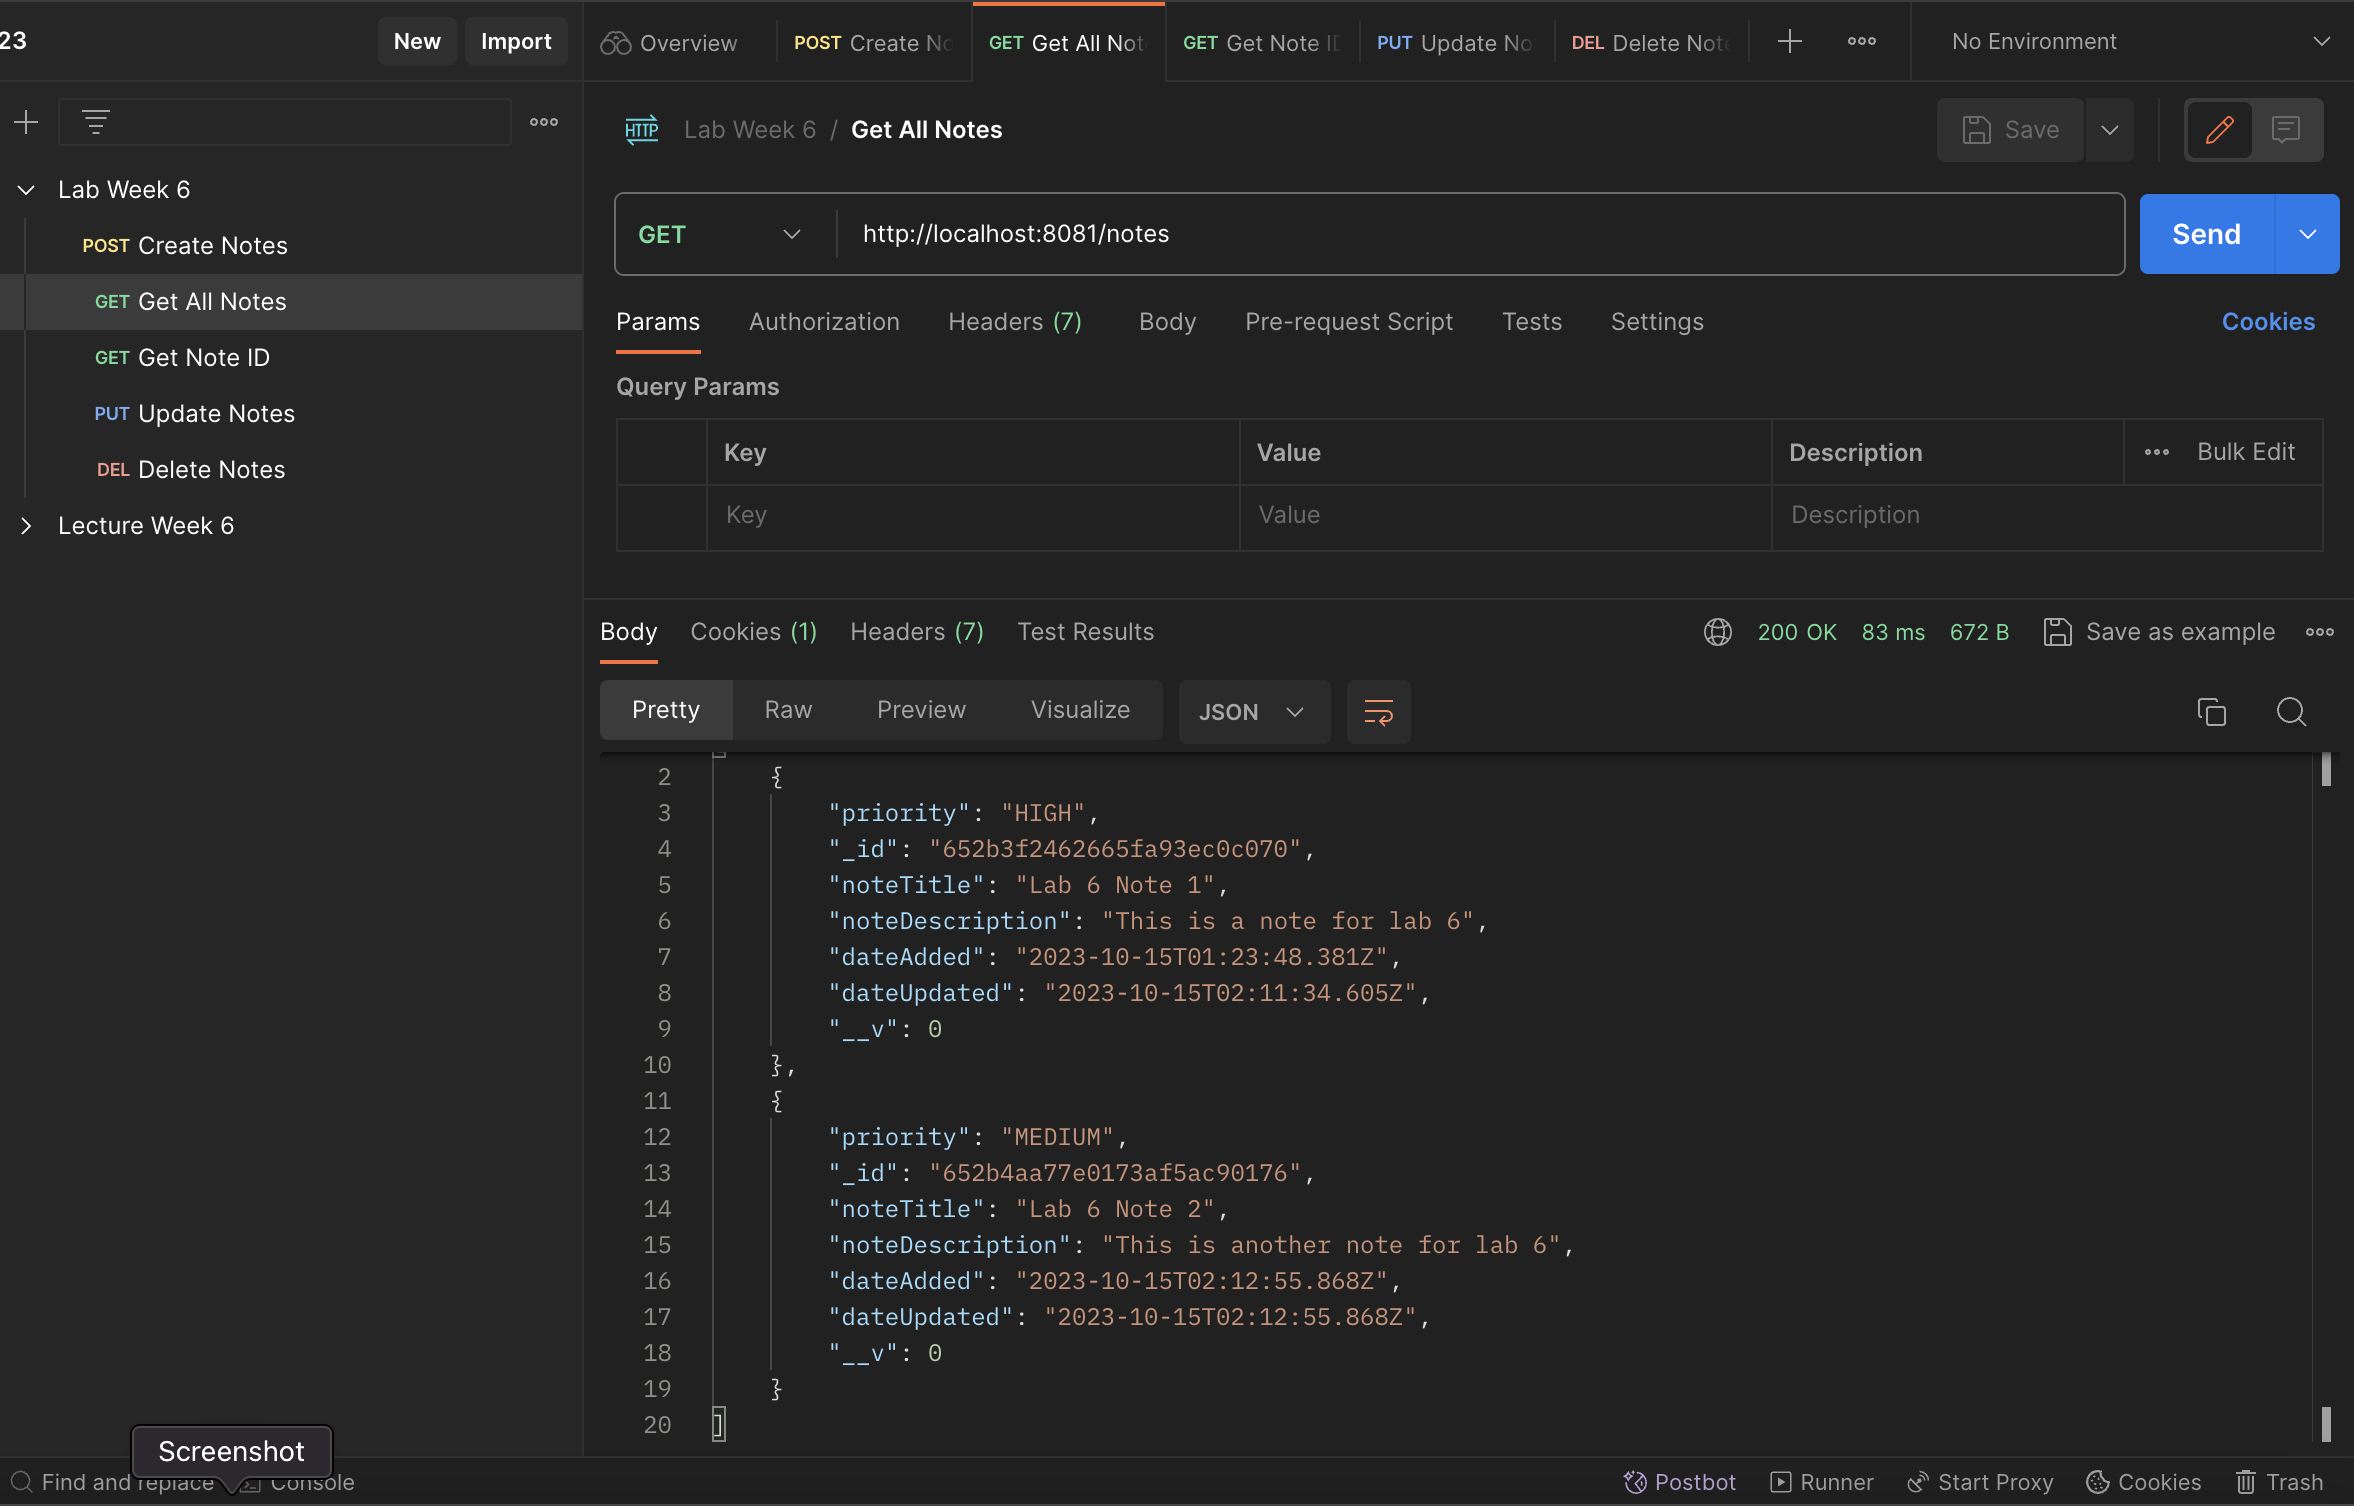 23
New
Import
Overview
POST Create No
GET Get All Not
GET Get Note ID
PUT Update No
DEL Delete Note
No Environment
Lab Week 6
POST Create Notes
GET Get All Notes
GET Get Note ID
PUT Update Notes
DEL Delete Notes
Lecture Week 6
HTTP
Lab Week 6 / Get All Notes
Save
GET
http://localhost:8081/notes
Send
Params
Authorization
Headers (7)
Body
Pre-request Script
Tests
Settings
Cookies
Query Params
Key
Value
Description
Bulk Edit
Key
Value
Description
Body
Cookies (1)
Headers (7)
Test Results
200 OK
83 ms
672 B
Save as example
Pretty
Raw
Preview
Visualize
JSON
2 {
3 "priority": "HIGH",
4 "_id": "652b3f2462665fa93ec0c070",
5 "noteTitle": "Lab 6 Note 1",
6 "noteDescription": "This is a note for lab 6",
7 "dateAdded": "2023-10-15T01:23:48.381Z",
8 "dateUpdated": "2023-10-15T02:11:34.605Z",
9 "__v": 0
10 },
11 {
12 "priority": "MEDIUM",
13 "_id": "652b4aa77e0173af5ac90176",
14 "noteTitle": "Lab 6 Note 2",
15 "noteDescription": "This is another note for lab 6",
16 "dateAdded": "2023-10-15T02:12:55.868Z",
17 "dateUpdated": "2023-10-15T02:12:55.868Z",
18 "__v": 0
19 }
20 ]
Screenshot
Find and replace
Console
Postbot
Runner
Start Proxy
Cookies
Trash